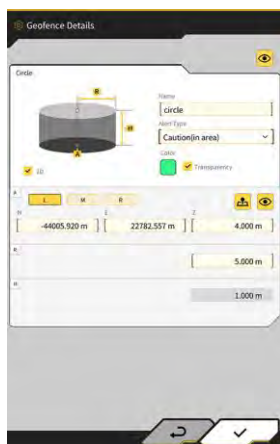 Geofence Details
Circle
R
H
A
3D
Name
circle
Alert Type
Caution(in area)
Color
Transparency
A
L M R
N E Z
-44005.920 m 22782.557 m 4.000 m
R
5.000 m
H
1.000 m